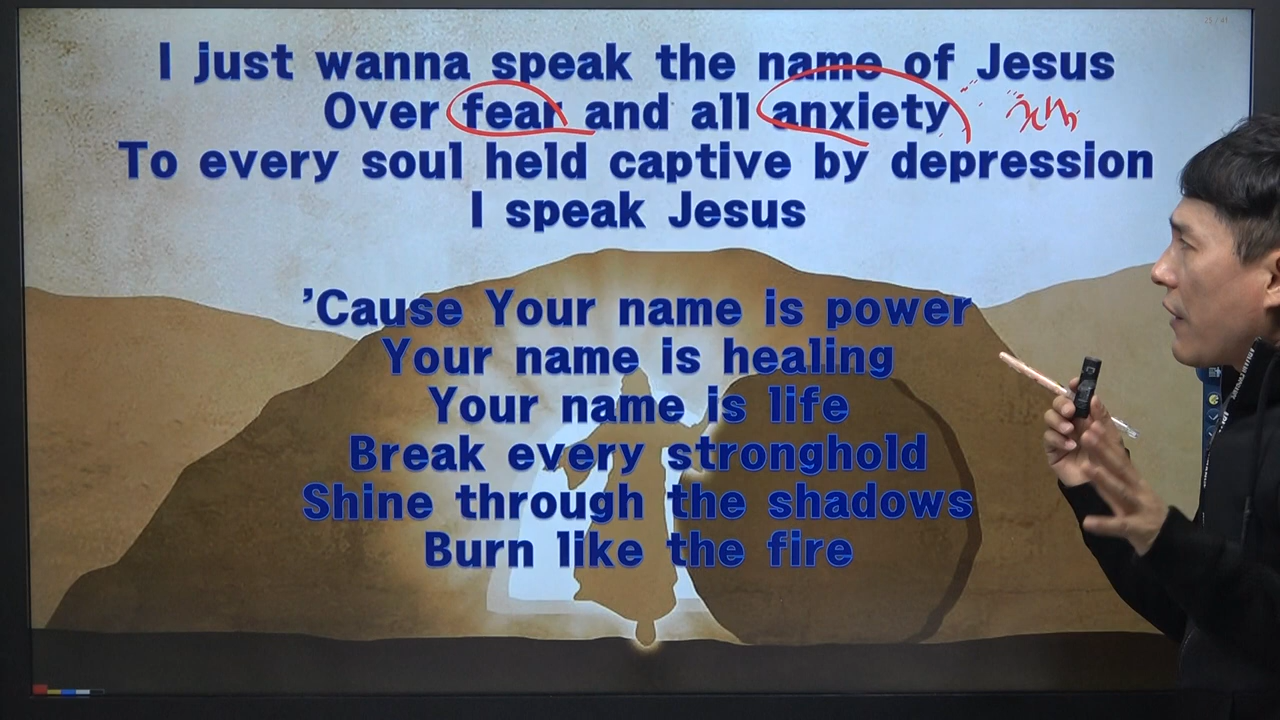 I just wanna speak the name of Jesus
Over fear and all anxiety
To every soul held captive by depression
I speak Jesus
’Cause Your name is power
Your name is healing
Your name is life
Break every stronghold
Shine through the shadows
Burn like the fire